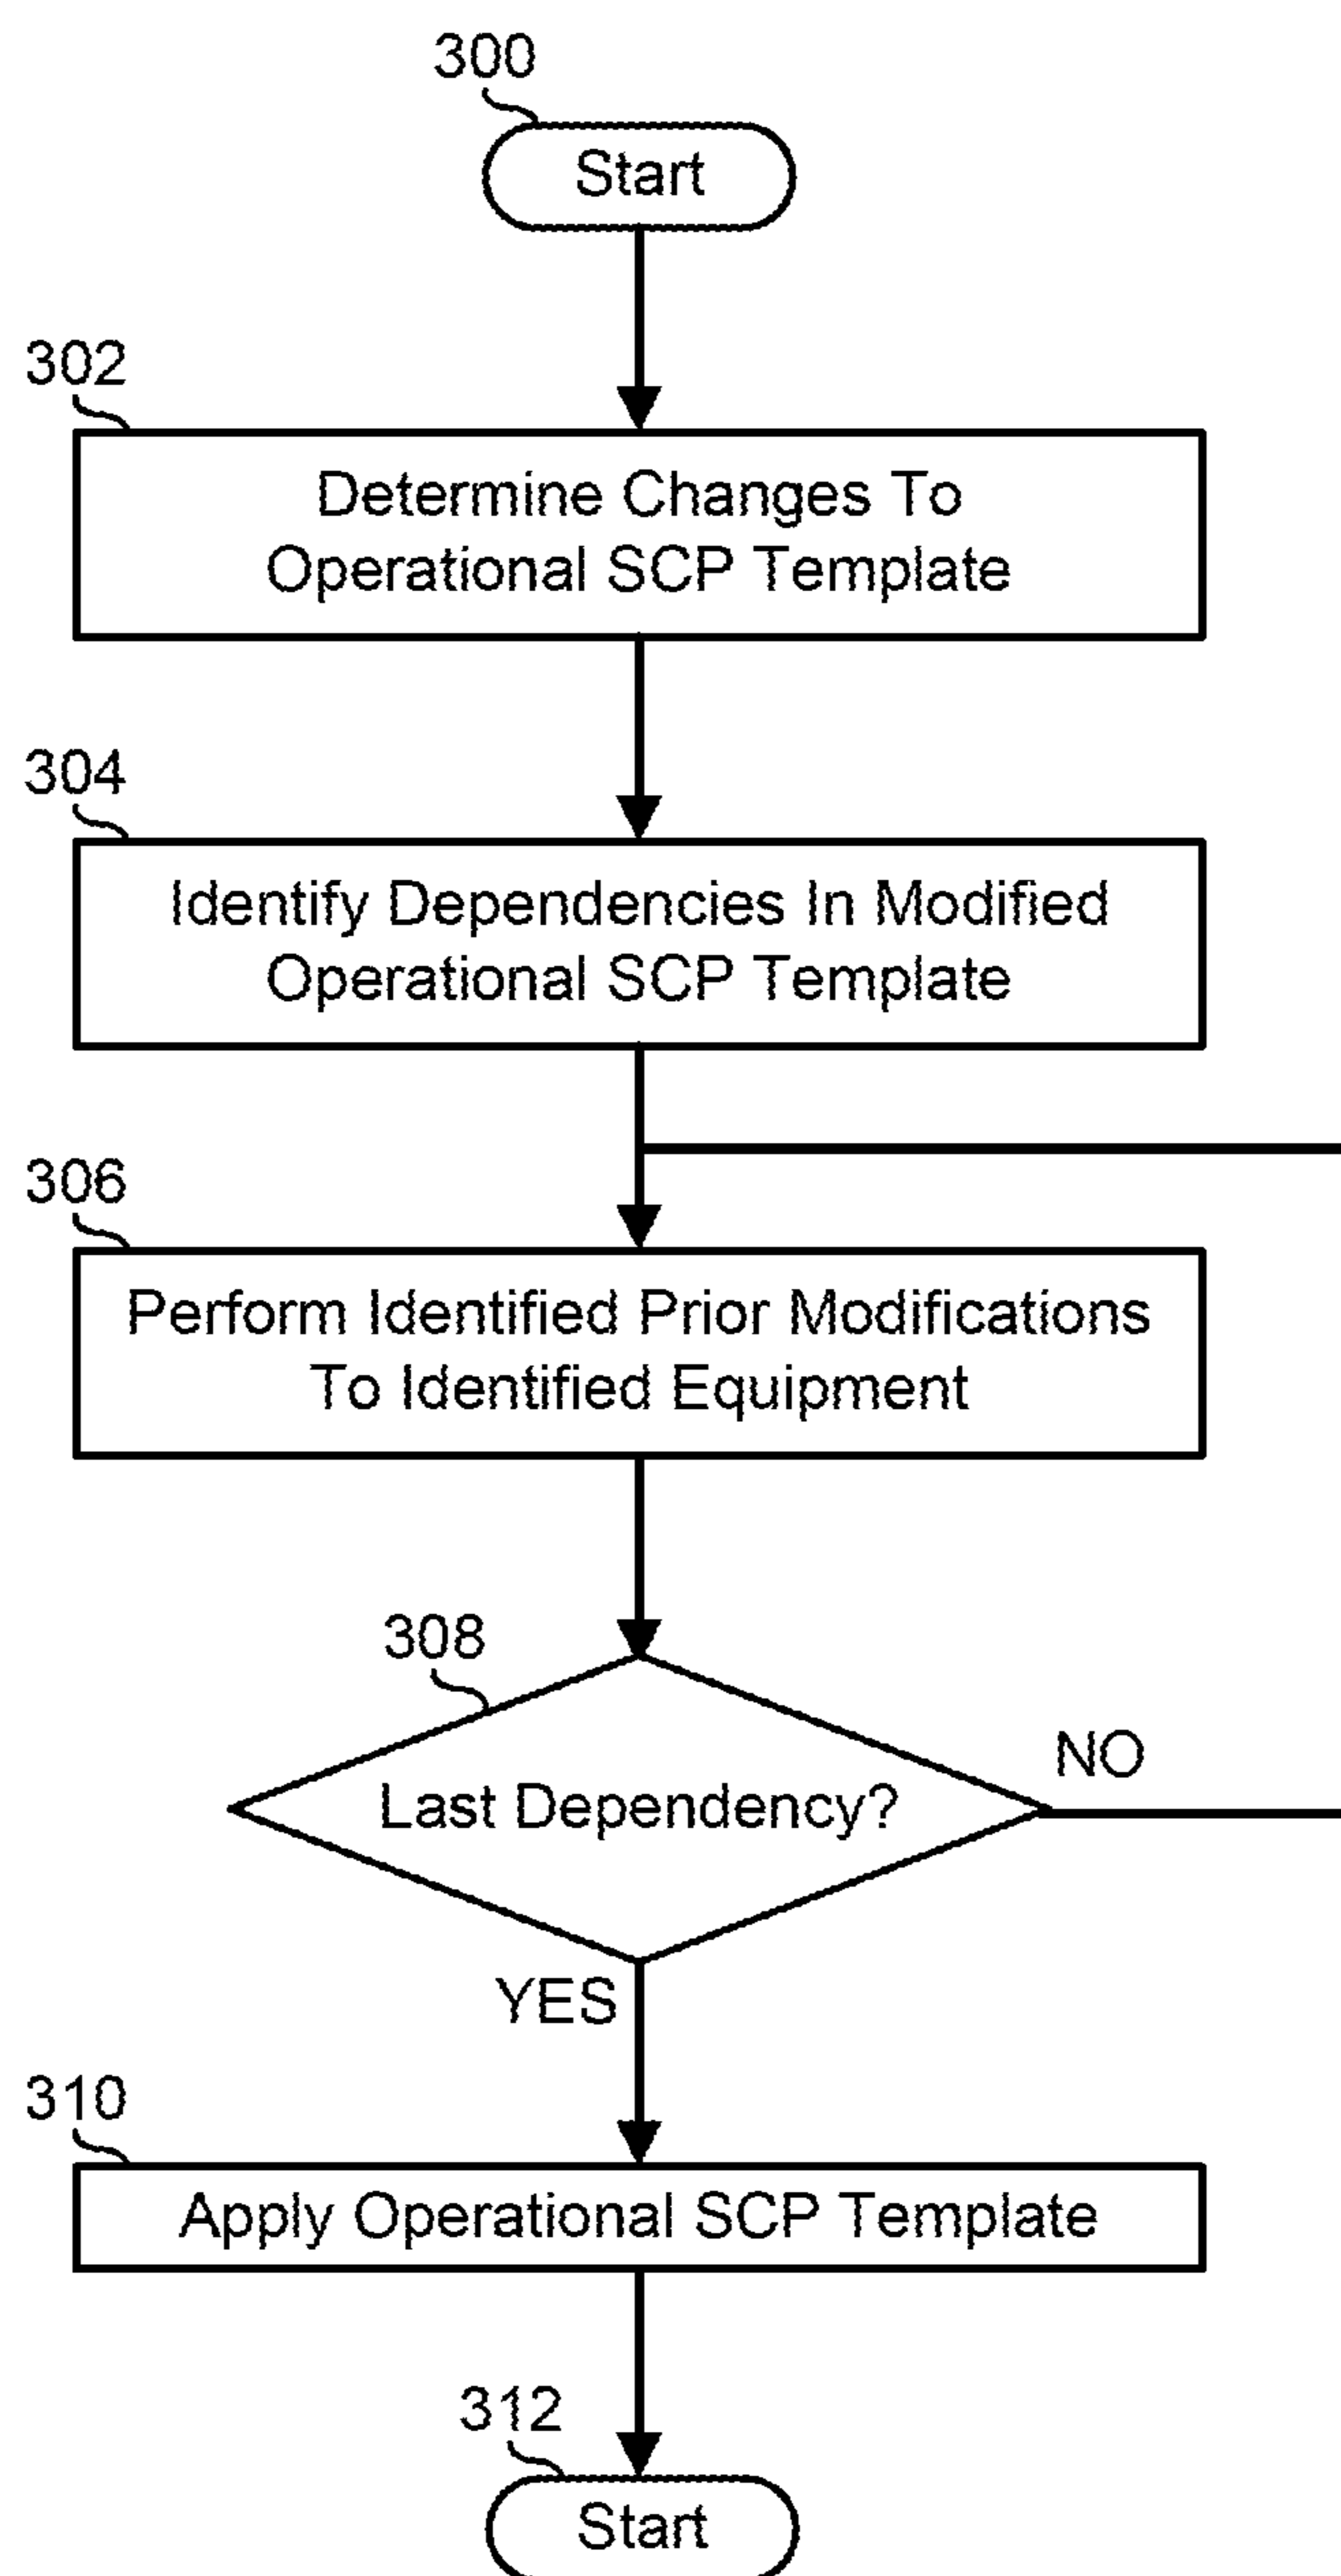 300
Start
302
Determine Changes To
Operational SCP Template
304
Identify Dependencies In Modified
Operational SCP Template
306
Perform Identified Prior Modifications
To Identified Equipment
308
Last Dependency?
NO
YES
310
Apply Operational SCP Template
312
Start